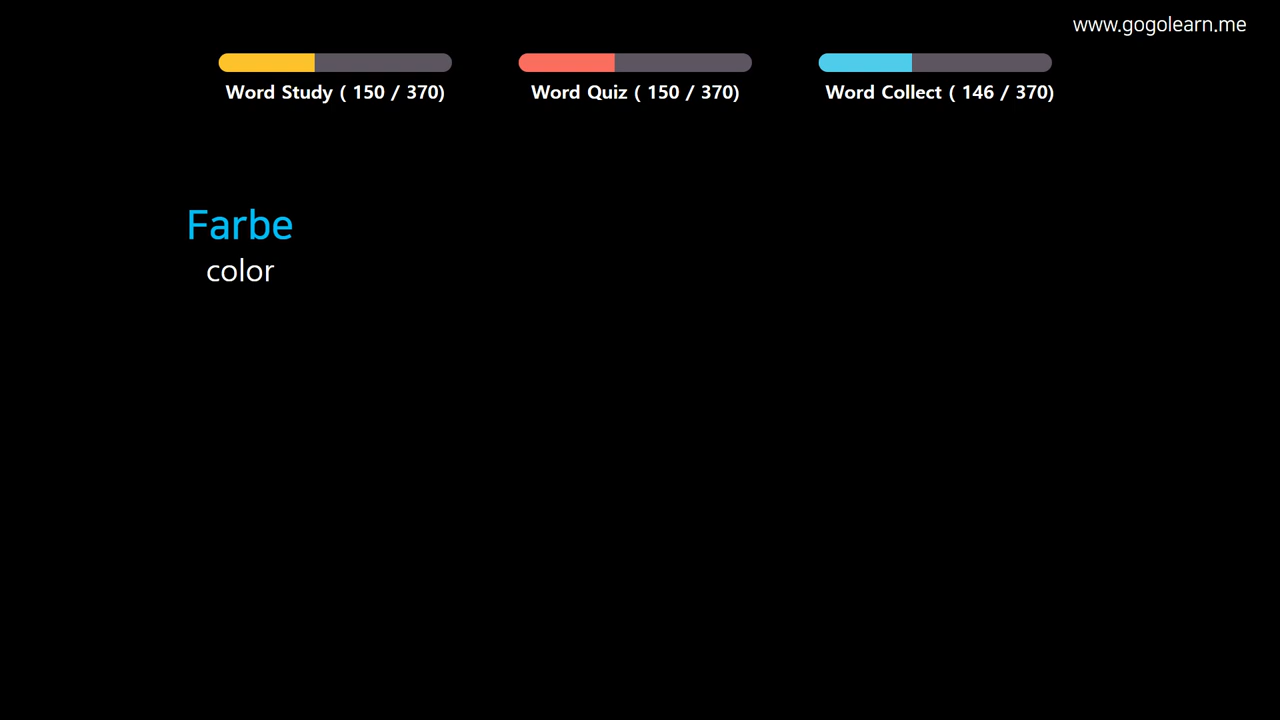 www.gogolearn.me
Word Study ( 150 / 370)
Word Quiz ( 150 / 370)
Word Collect ( 146 / 370)
Farbe
color